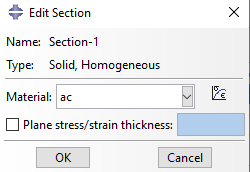 Edit Section
Name: Section-1
Type: Solid, Homogeneous
Material: ac
Plane stress/strain thickness:
OK Cancel